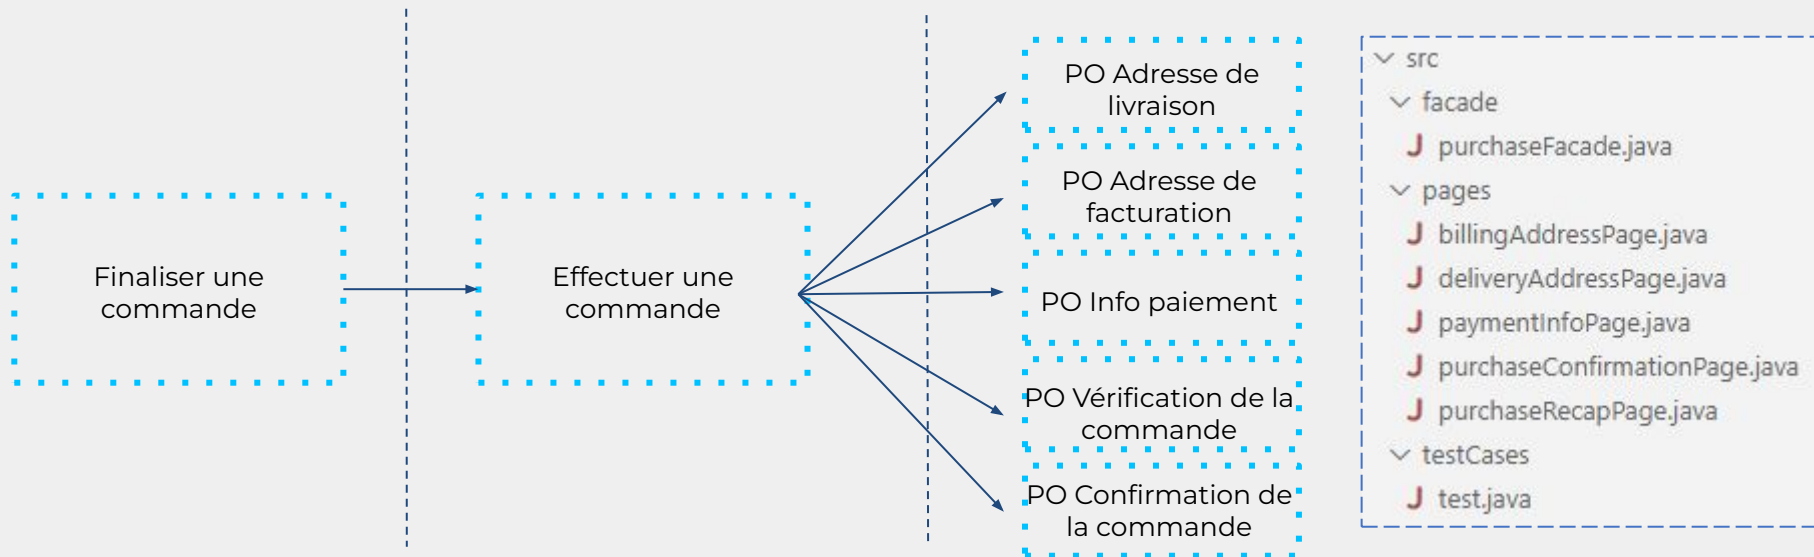 Finaliser une
commande
Effectuer une
commande
PO Adresse de
livraison
PO Adresse de
facturation
PO Info paiement
PO Vérification de la
commande
PO Confirmation de
la commande
src
facade
J purchaseFacade.java
pages
J billingAddressPage.java
J deliveryAddressPage.java
J paymentInfoPage.java
J purchaseConfirmationPage.java
J purchaseRecapPage.java
testCases
J test.java